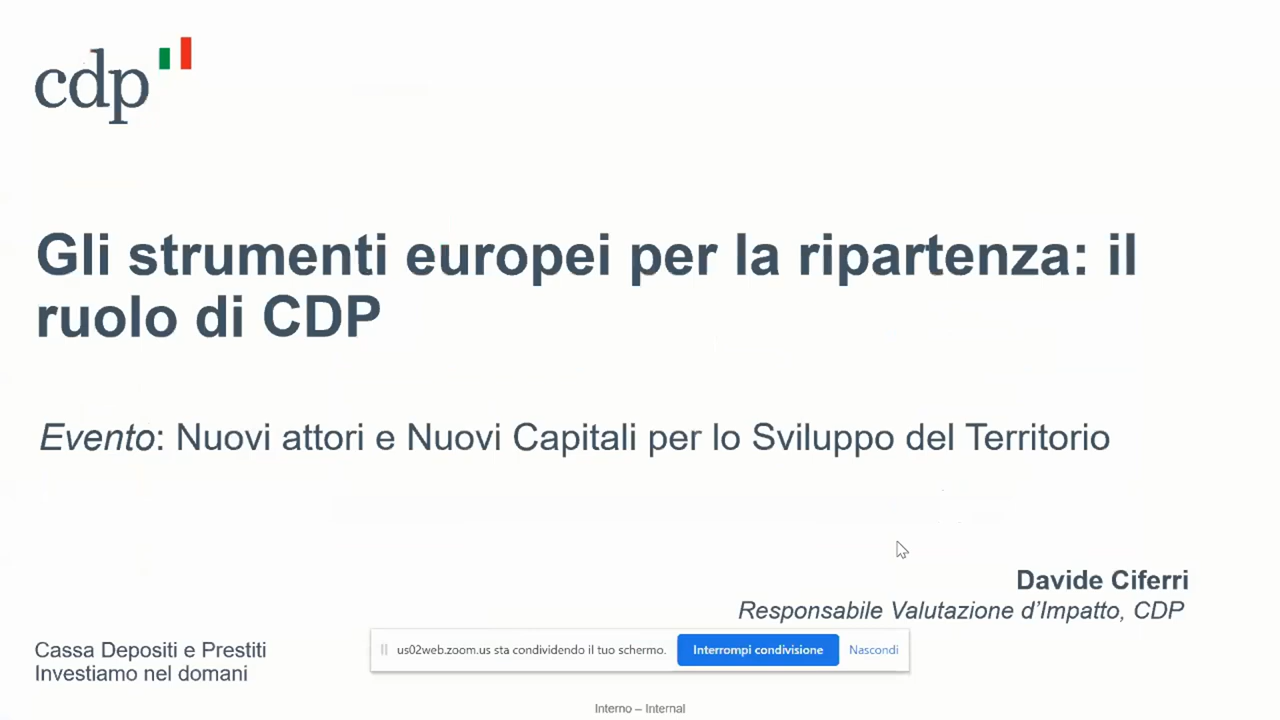 cdp
Gli strumenti europei per la ripartenza: il
ruolo di CDP
Evento: Nuovi attori e Nuovi Capitali per lo Sviluppo del Territorio
Davide Ciferri
Responsabile Valutazione d'Impatto, CDP
Cassa Depositi e Prestiti
Investiamo nel domani
us02web.zoom.us sta condividendo il tuo schermo. Interrompi condivisione Nascondi
Interno – Internal